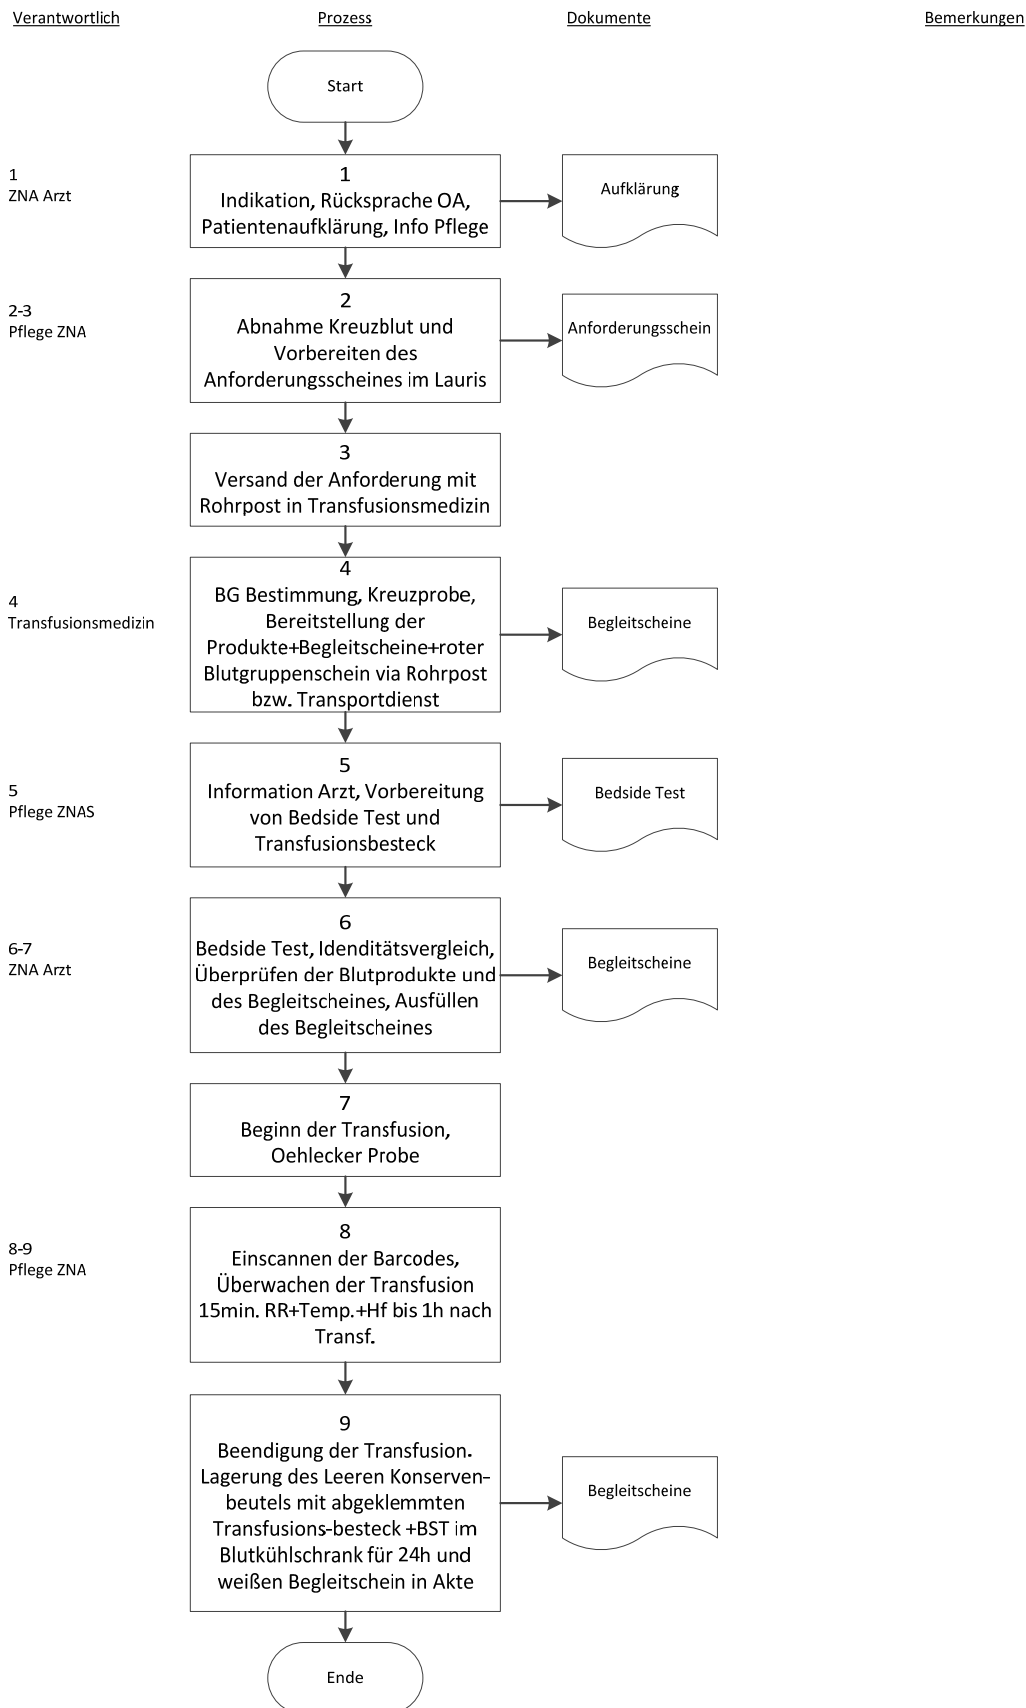 Verantwortlich
Prozess
Dokumente
Bemerkungen
Start
1
ZNA Arzt
1
Indikation, Rücksprache OA,
Patientenaufklärung, Info Pflege
Aufklärung
2-3
Pflege ZNA
2
Abnahme Kreuzblut und
Vorbereiten des
Anforderungsscheines im Lauris
Anforderungsschein
3
Versand der Anforderung mit
Rohrpost in Transfusionsmedizin
4
Transfusionsmedizin
4
BG Bestimmung, Kreuzprobe,
Bereitstellung der
Produkte+Begleitscheine+roter
Blutgruppenschein via Rohrpost
bzw. Transportdienst
Begleitscheine
5
Pflege ZNAS
5
Information Arzt, Vorbereitung
von Bedside Test und
Transfusionsbesteck
Bedside Test
6-7
ZNA Arzt
6
Bedside Test, Idenditätsvergleich,
Überprüfen der Blutprodukte und
des Begleitscheines, Ausfüllen
des Begleitscheines
Begleitscheine
7
Beginn der Transfusion,
Oehlecker Probe
8-9
Pflege ZNA
8
Einscannen der Barcodes,
Überwachen der Transfusion
15min. RR+Temp.+Hf bis 1h nach
Transf.
9
Beendigung der Transfusion.
Lagerung des Leeren Konserven-
beutels mit abgeklemmten
Transfusions-besteck +BST im
Blutkühlschrank für 24h und
weißen Begleitschein in Akte
Begleitscheine
Ende